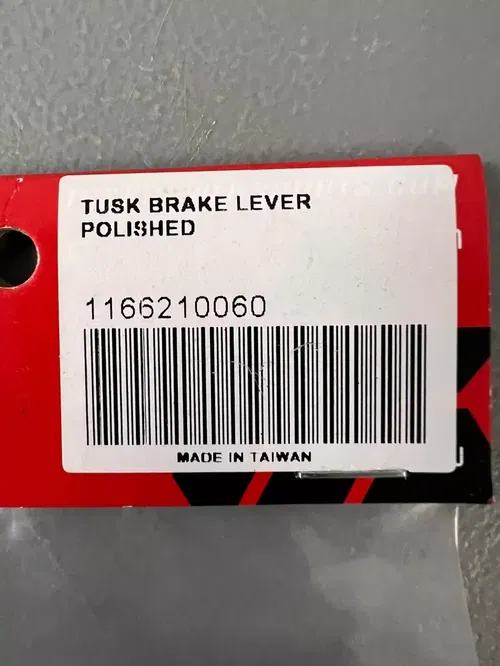 TUSK BRAKE LEVER
POLISHED
1166210060
MADE IN TAIWAN